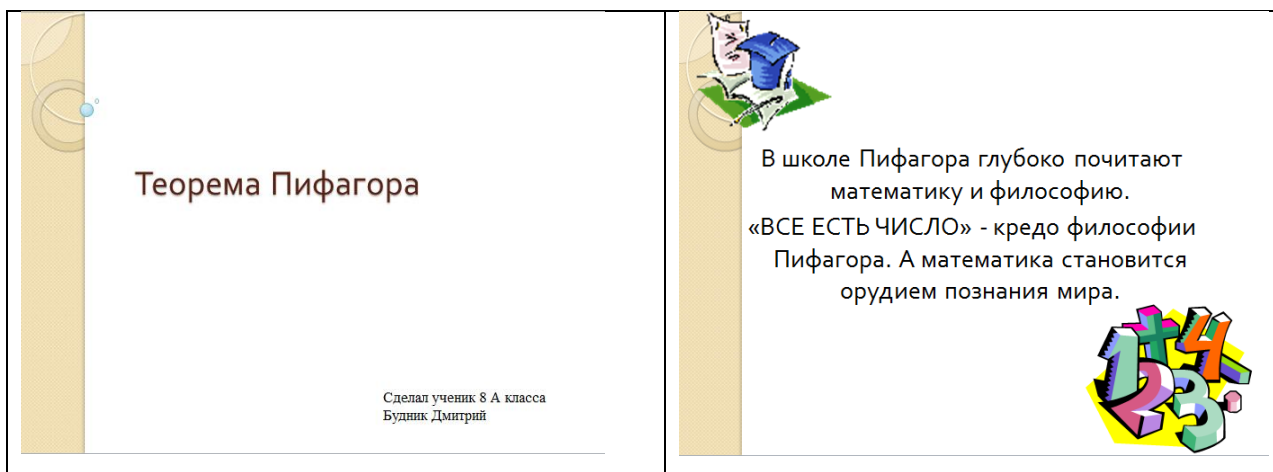 Теорема Пифагора
Сделал ученик 8 А класса
Будник Дмитрий
В школе Пифагора глубоко почитают
математику и философию.
«ВСЕ ЕСТЬ ЧИСЛО» - кредо философии
Пифагора. А математика становится
орудием познания мира.